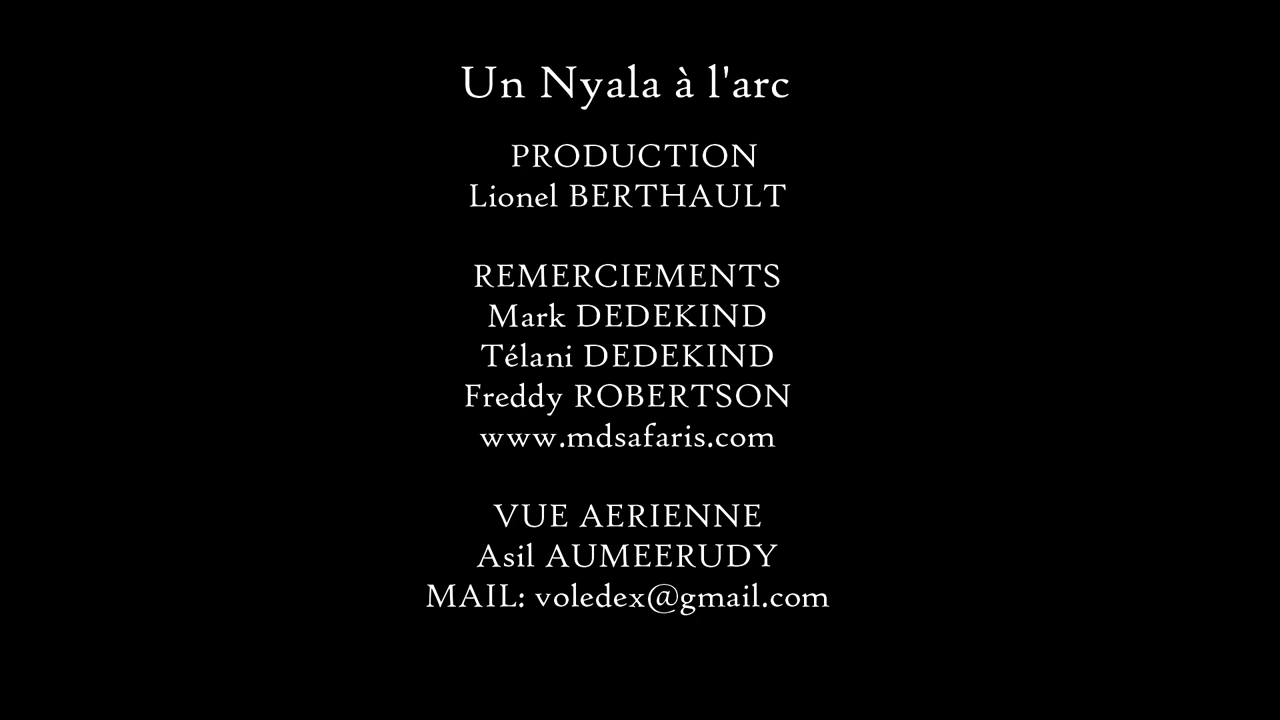 Un Nyala à l'arc
PRODUCTION
Lionel BERTHAULT
REMERCIEMENTS
Mark DEDEKIND
Télani DEDEKIND
Freddy ROBERTSON
www.mdsafaris.com
VUE AERIENNE
Asil AUMEERUDY
MAIL: voledex@gmail.com